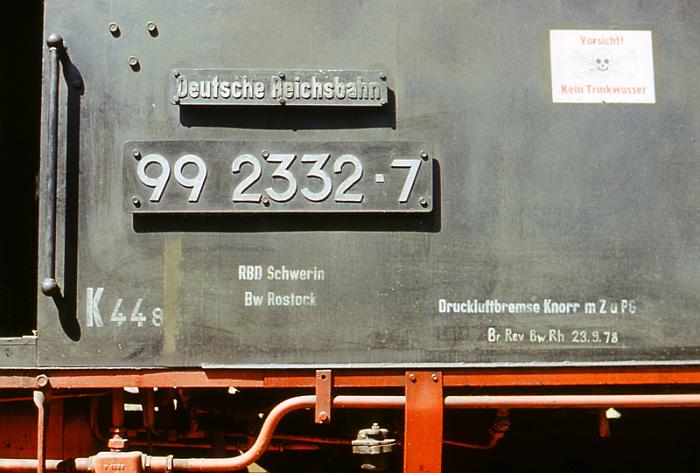 Vorsicht!
Kein Trinkwasser
Deutsche Reichsbahn
99 2332-7
RBD Schwerin
Bw Rostock
K 44 8
Druckluftbremse Knorr m Z u P6
Br Rev Bw Rh 23.9.78